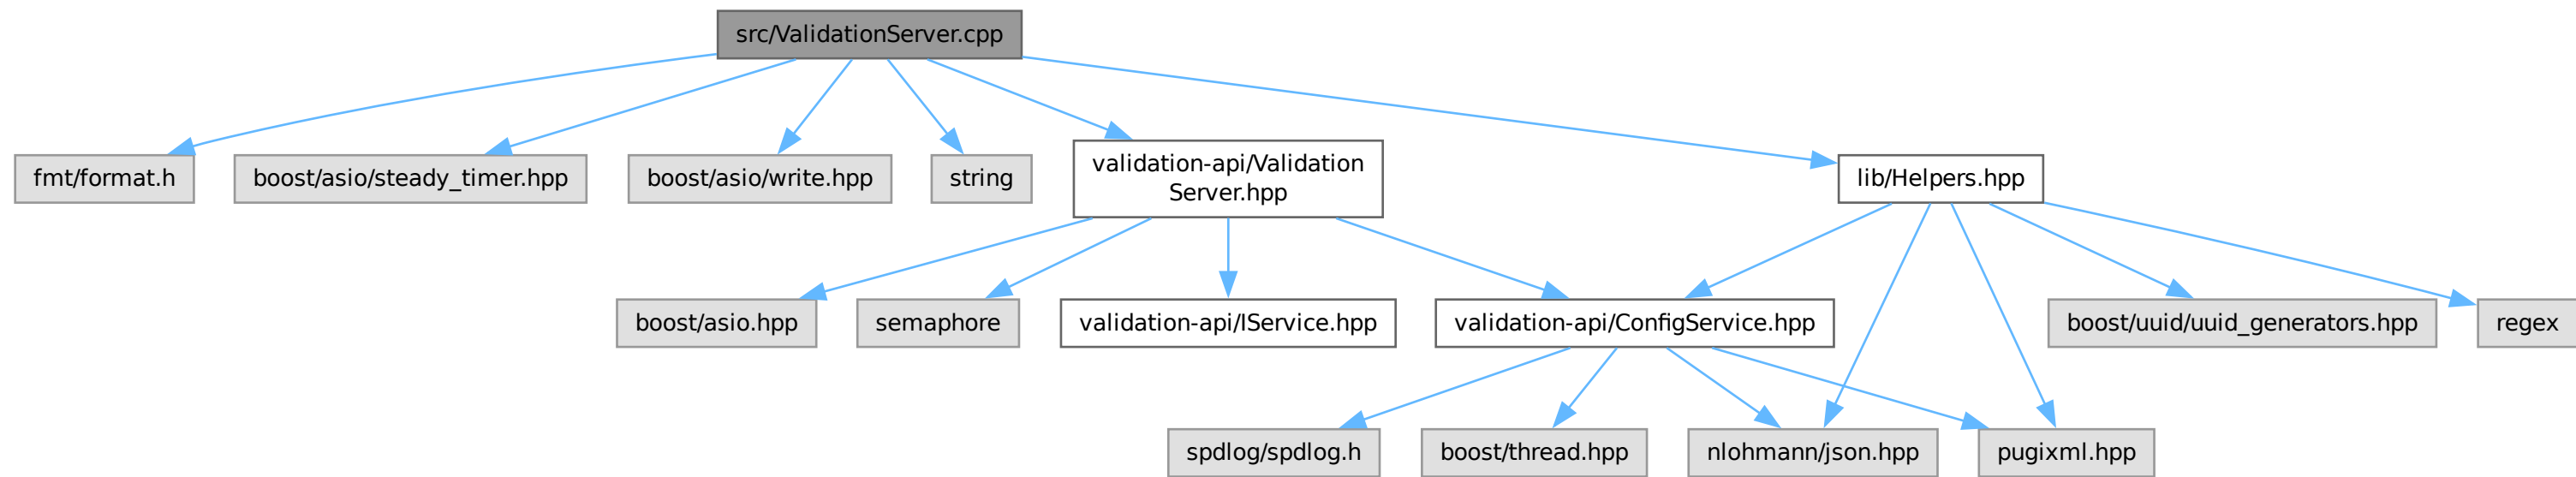 src/ValidationServer.cpp
fmt/format.h
boost/asio/steady_timer.hpp
boost/asio/write.hpp
string
validation-api/Validation
Server.hpp
lib/Helpers.hpp
boost/asio.hpp
semaphore
validation-api/IService.hpp
validation-api/ConfigService.hpp
boost/uuid/uuid_generators.hpp
regex
spdlog/spdlog.h
boost/thread.hpp
nlohmann/json.hpp
pugixml.hpp